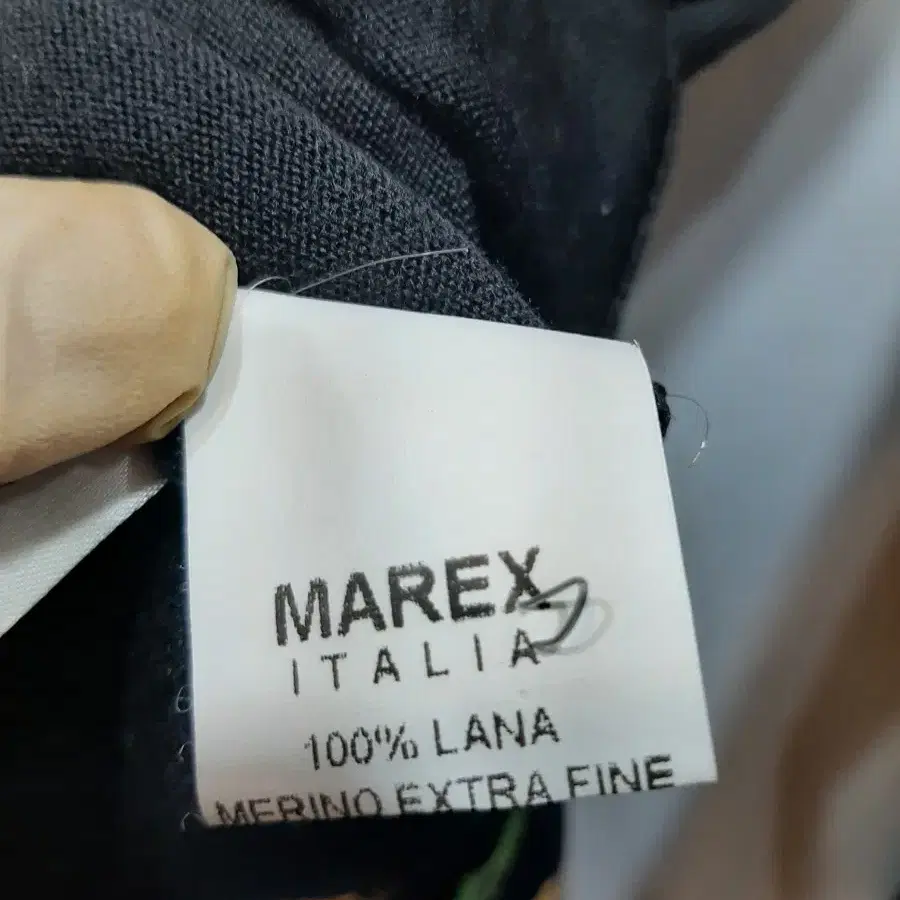 MAREX
ITALIA
100% LANA
MERINO EXTRA FINE